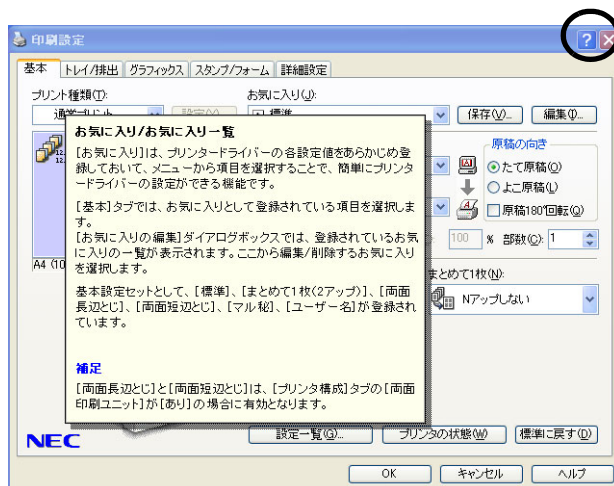 印刷設定
基本 トレイ/排出 グラフィックス スタンプ/フォーム 詳細設定
プリント種類(T):
お気に入り(J):
通常プリント
設定(X)...
標準
保存(V)...
編集(I)...
お気に入り/お気に入り一覧
[お気に入り]は、プリンタードライバーの各設定値をあらかじめ登
録しておいて、メニューから項目を選択することで、簡単にプリンタ
ードライバーの設定ができる機能です。
[基本]タブでは、お気に入りとして登録されている項目を選択しま
す。
[お気に入りの編集]ダイアログボックスでは、登録されているお気
に入りの一覧が表示されます。ここから編集/削除するお気に入り
を選択します。
基本設定セットとして、[標準]、[まとめて1枚(2アップ)]、[両面
長辺とじ]、[両面短辺とじ]、[マル秘]、[ユーザー名]が登録され
ています。
補足
[両面長辺とじ]と[両面短辺とじ]は、[プリンタ構成]タブの[両面
印刷ユニット]が[あり]の場合に有効となります。
原稿の向き
たて原稿(O)
よこ原稿(L)
原稿180°回転(Q)
100 % 部数(C): 1
A4 (10
まとめて1枚(N):
Nアップしない
NEC
設定一覧(G)...
プリンタの状態(W)
標準に戻す(D)
OK
キャンセル
ヘルプ